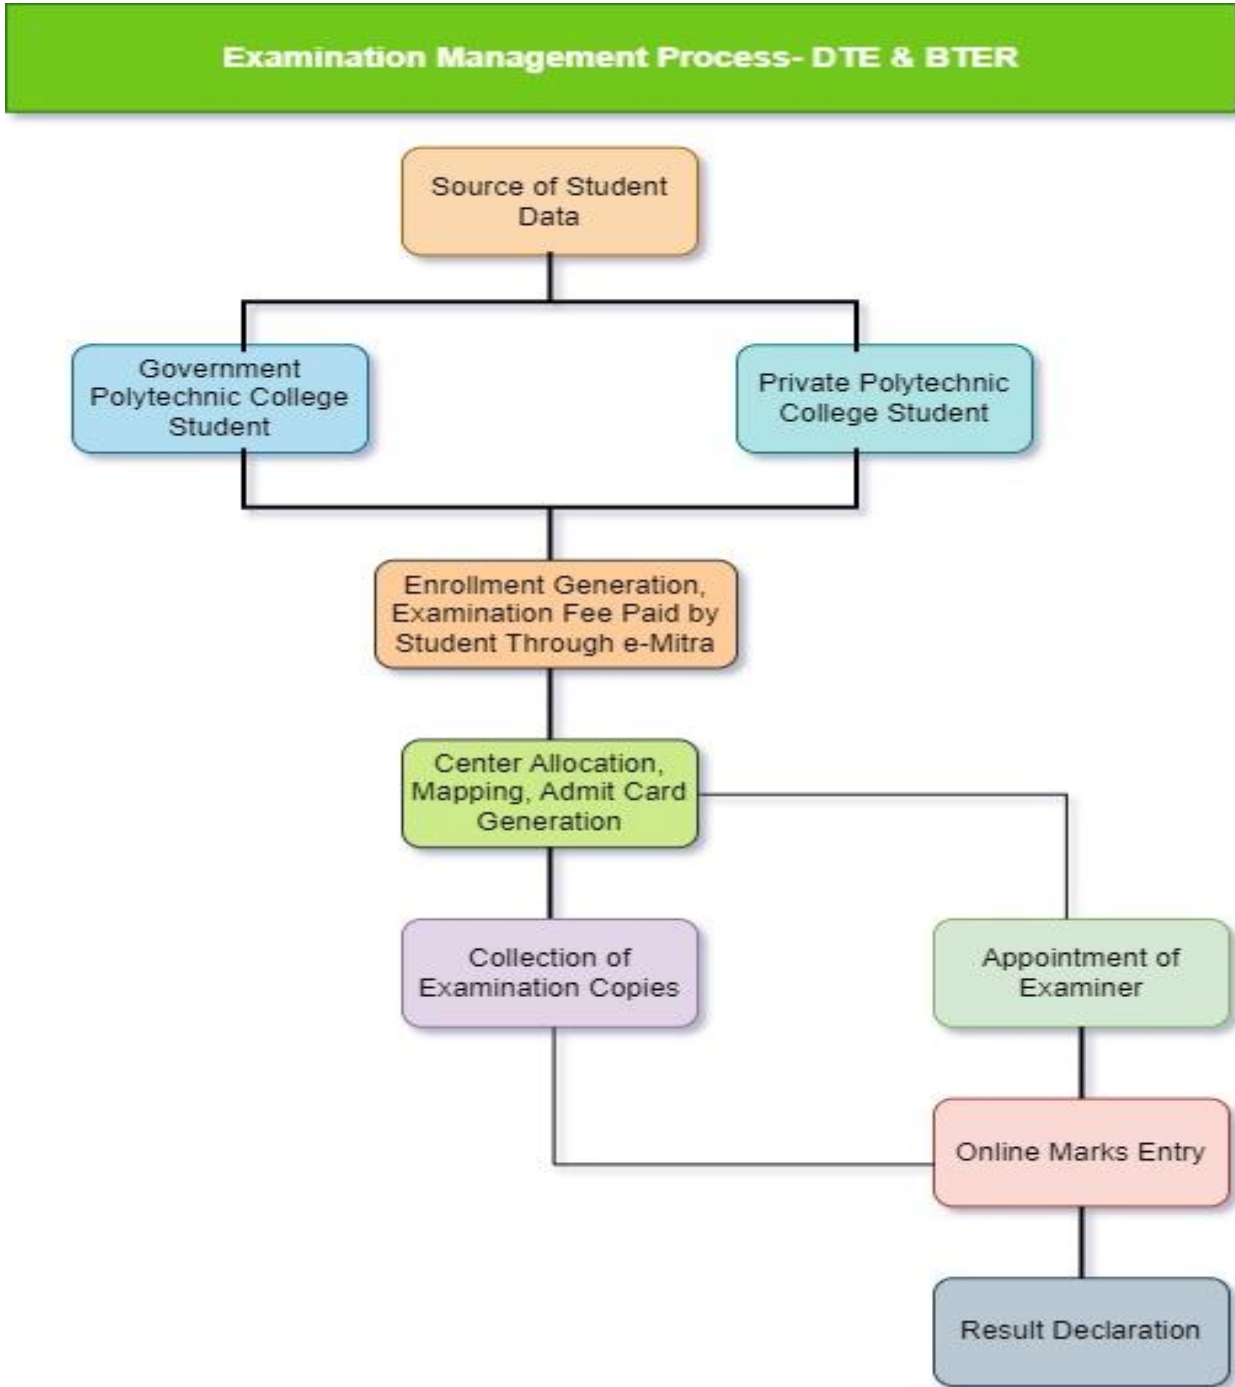 Examination Management Process- DTE & BTER
Source of Student
Data
Government
Polytechnic College
Student
Private Polytechnic
College Student
Enrollment Generation,
Examination Fee Paid by
Student Through e-Mitra
Center Allocation,
Mapping, Admit Card
Generation
Collection of
Examination Copies
Appointment of
Examiner
Online Marks Entry
Result Declaration